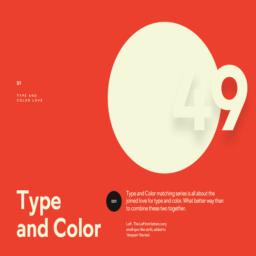 49
TYPE AND
COLOR LOVE
Type
and Color
Type and Color matching series is all about the
joined love for type and color. What better way than
to combine these two together.